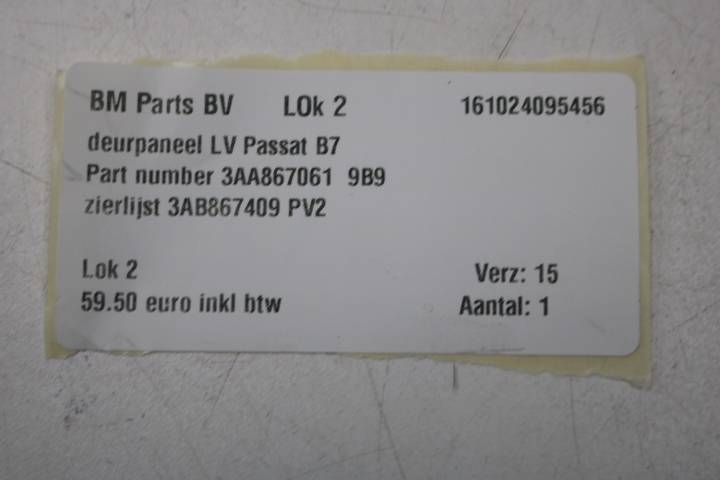 BM Parts BV LOk 2 161024095456
deurpaneel LV Passat B7
Part number 3AA867061 9B9
zierlijst 3AB867409 PV2
Lok 2 Verz: 15
59.50 euro inkl btw Aantal: 1